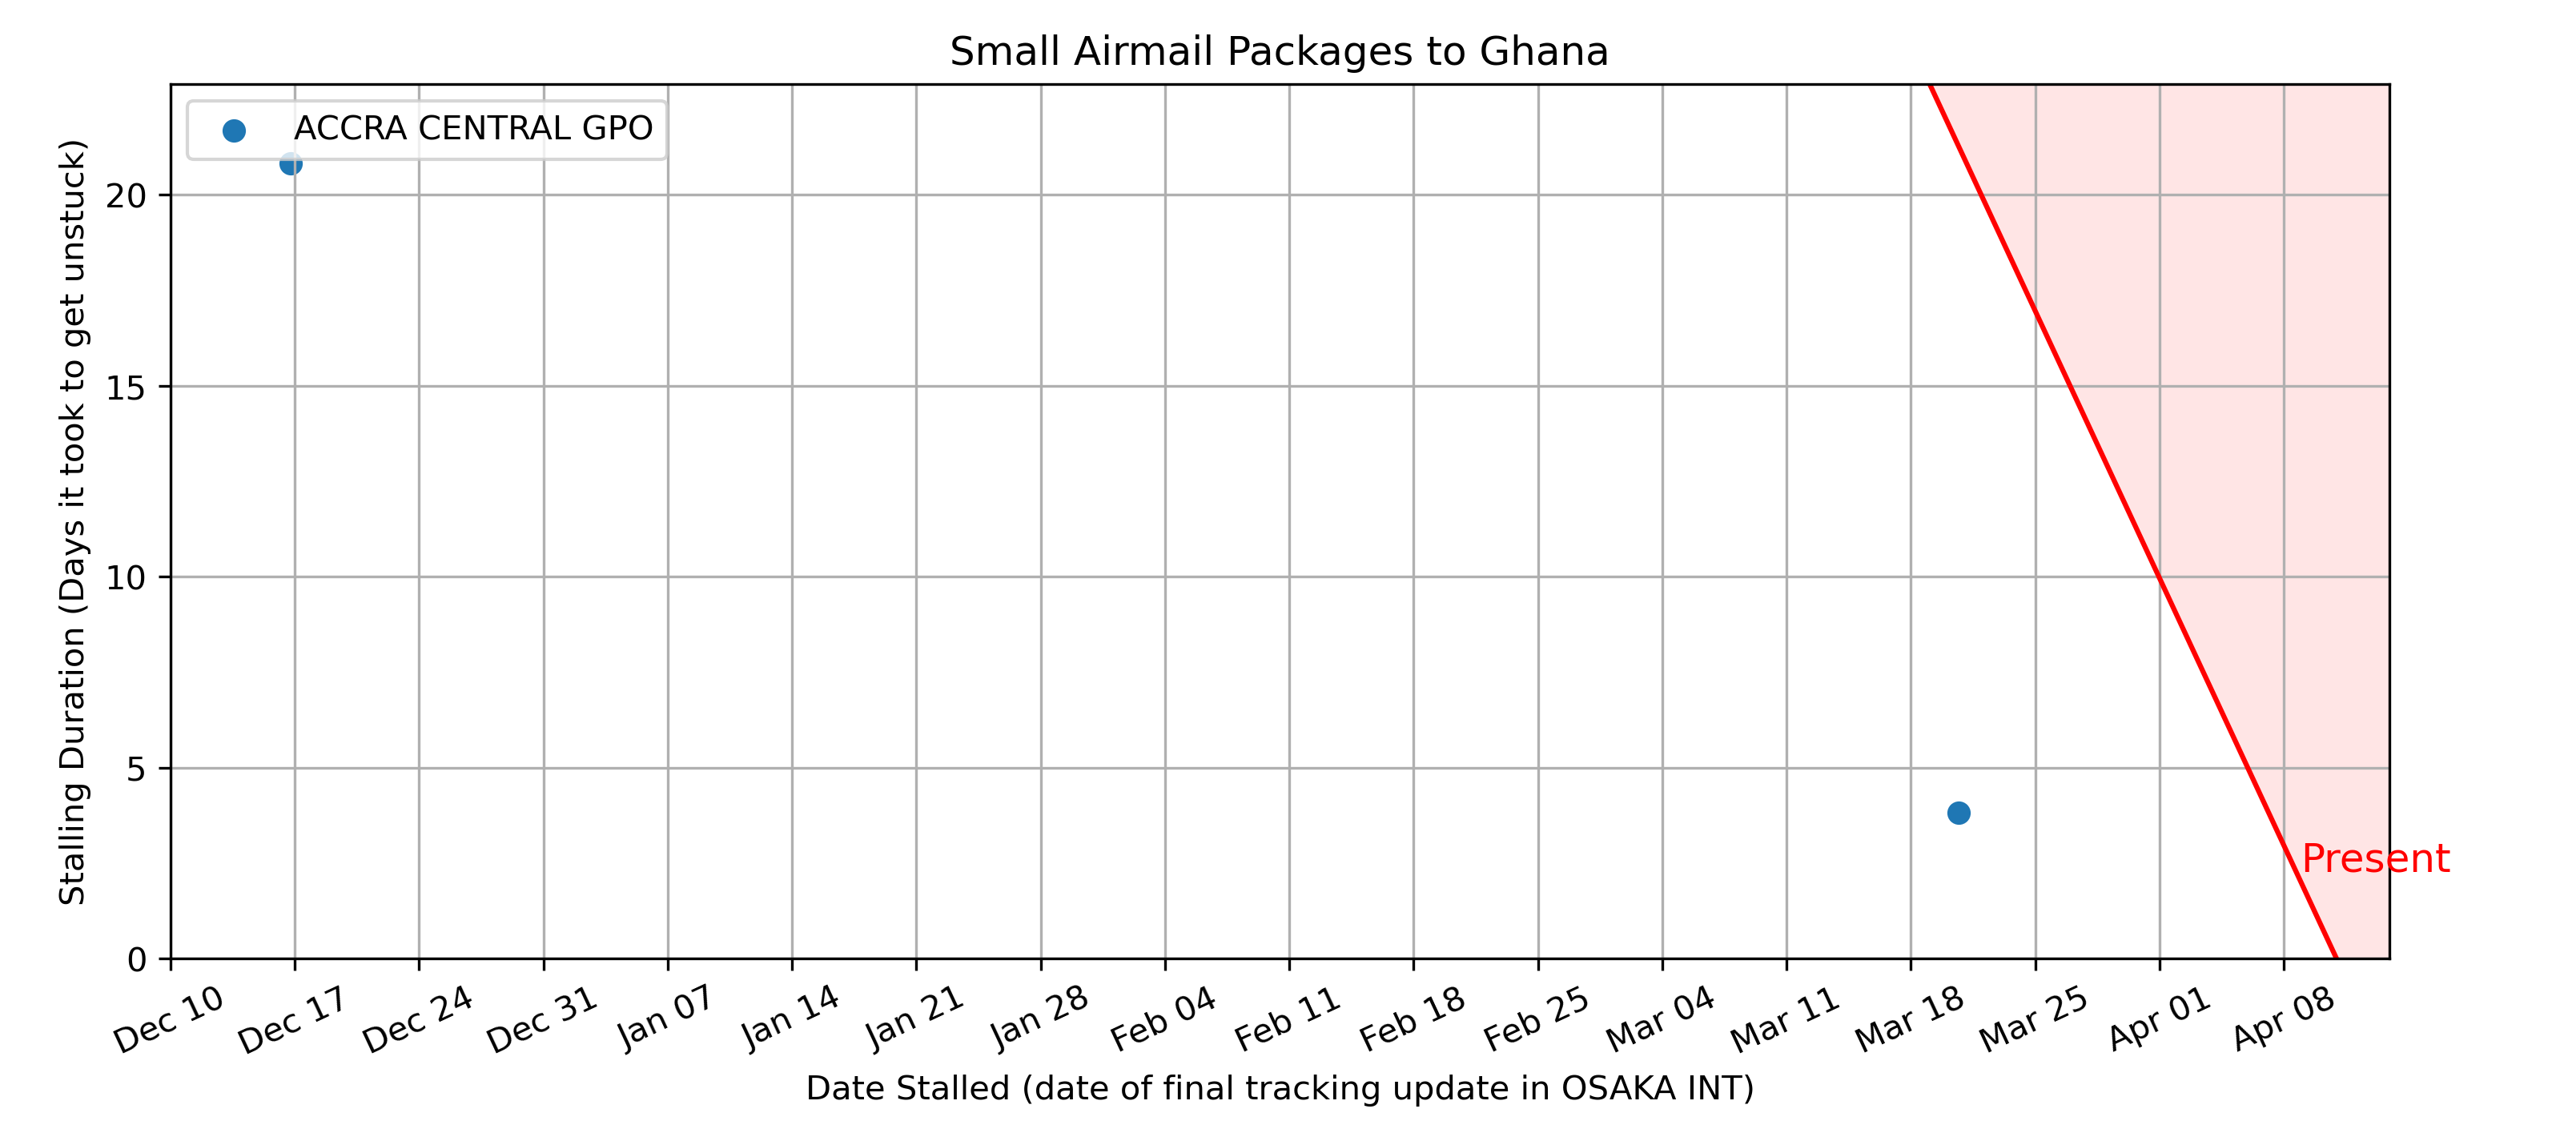 Small Airmail Packages to Ghana
ACCRA CENTRAL GPO
Stalling Duration (Days it took to get unstuck)
20
15
10
5
0
Present
Dec 10
Dec 17
Dec 24
Dec 31
Jan 07
Jan 14
Jan 21
Jan 28
Feb 04
Feb 11
Feb 18
Feb 25
Mar 04
Mar 11
Mar 18
Mar 25
Apr 01
Apr 08
Date Stalled (date of final tracking update in OSAKA INT)